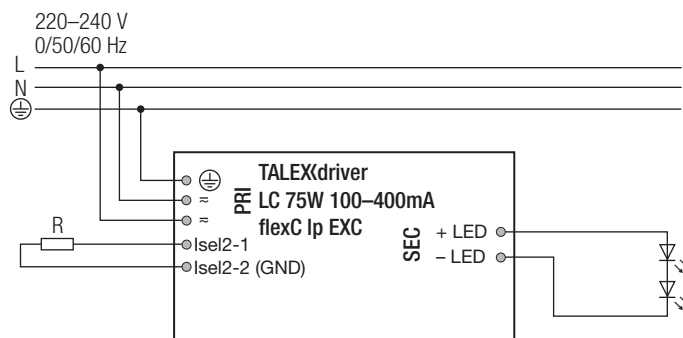 220–240 V
0/50/60 Hz
L
N
TALEXdriver
LC 75W 100–400mA
flexC lp EXC
PRI
≂
≂
R
Isel2-1
Isel2-2 (GND)
SEC
+ LED
– LED